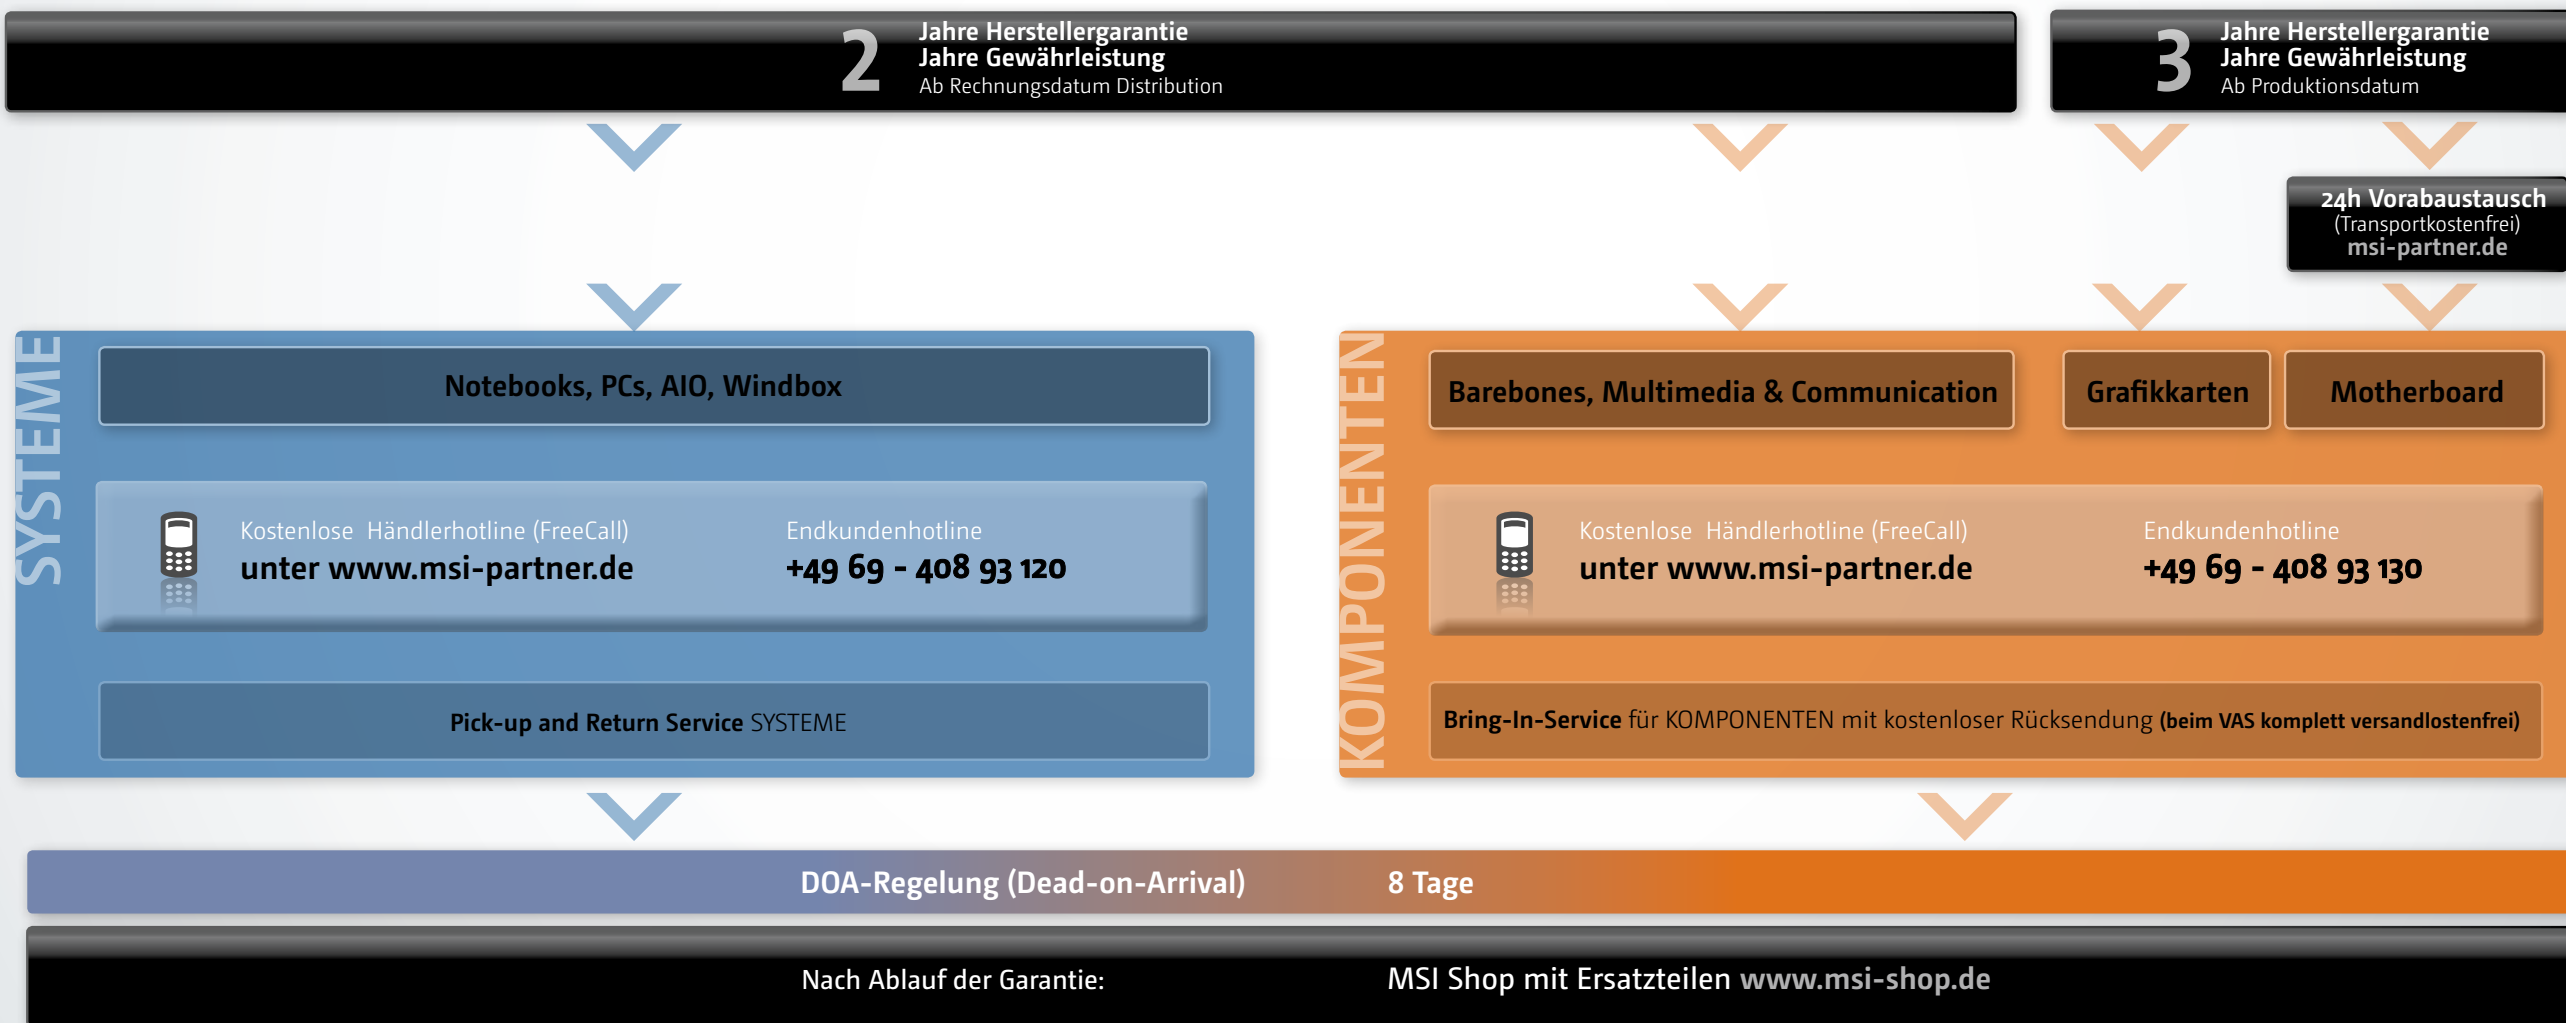 2 Jahre Herstellergarantie
Jahre Gewährleistung
Ab Rechnungsdatum Distribution
3 Jahre Herstellergarantie
Jahre Gewährleistung
Ab Produktionsdatum
24h Vorabaustausch
(Transportkostenfrei)
msi-partner.de
SYSTEME
Notebooks, PCs, AIO, Windbox
Kostenlose Händlerhotline (FreeCall)
unter www.msi-partner.de
Endkundenhotline
+49 69 - 408 93 120
Pick-up and Return Service SYSTEME
KOMPONENTEN
Barebones, Multimedia & Communication
Grafikkarten
Motherboard
Kostenlose Händlerhotline (FreeCall)
unter www.msi-partner.de
Endkundenhotline
+49 69 - 408 93 130
Bring-In-Service für KOMPONENTEN mit kostenloser Rücksendung (beim VAS komplett versandlostenfrei)
DOA-Regelung (Dead-on-Arrival) 8 Tage
Nach Ablauf der Garantie: MSI Shop mit Ersatzteilen www.msi-shop.de